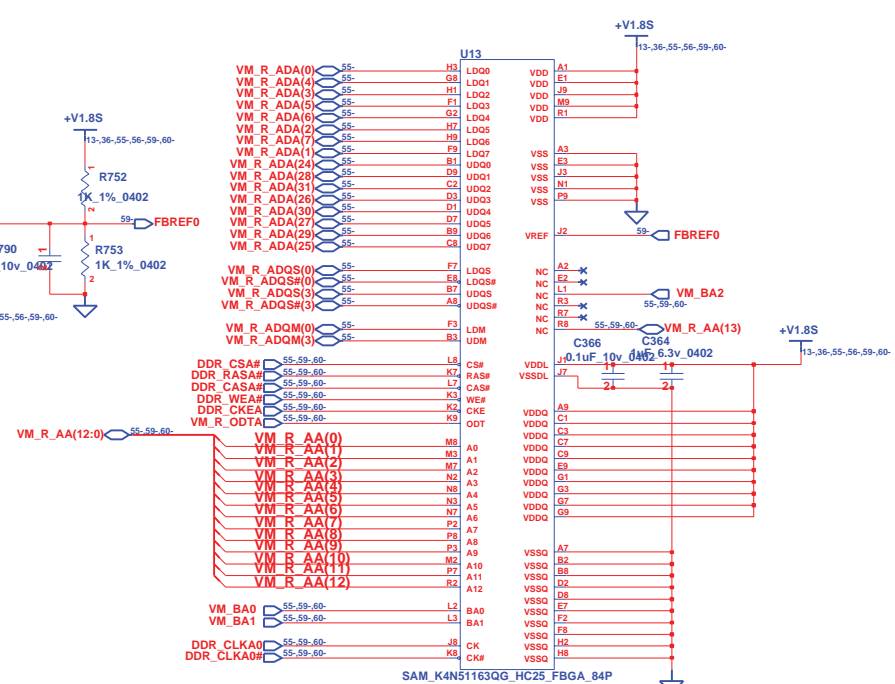 +V1.8S
13-,36-,55-,56-,59-,60-
U13
VM_R_ADA(0) 55- H3 LDQ0 VDD A1
VM_R_ADA(4) 55- G8 LDQ1 VDD E1
VM_R_ADA(3) 55- H1 LDQ2 VDD J9
VM_R_ADA(5) 55- F1 LDQ3 VDD M9
VM_R_ADA(6) 55- G2 LDQ4 VDD R1
VM_R_ADA(2) 55- H7 LDQ5
VM_R_ADA(7) 55- H9 LDQ6
VM_R_ADA(1) 55- F9 LDQ7 VSS A3
VM_R_ADA(24) 55- B1 UDQ0 VSS E3
VM_R_ADA(28) 55- D9 UDQ1 VSS J3
VM_R_ADA(31) 55- C2 UDQ2 VSS N1
VM_R_ADA(26) 55- D3 UDQ3 VSS P9
VM_R_ADA(30) 55- D1 UDQ4
VM_R_ADA(27) 55- D7 UDQ5
VM_R_ADA(29) 55- B9 UDQ6 VREF J2 59- FBREF0
VM_R_ADA(25) 55- C8 UDQ7
+V1.8S
13-,36-,55-,56-,59-,60-
1
R752
1K_1%_0402
2
59- FBREF0
790
1
10v_0402
1
R753
1K_1%_0402
2
55-,56-,59-,60-
VM_R_ADQS(0) 55- F7 LDQS NC A2
VM_R_ADQS#(0) 55- E8 LDQS# NC E2
VM_R_ADQS(3) 55- B7 UDQS NC L1 VM_BA2
55-,59-,60-
VM_R_ADQS#(3) 55- A8 UDQS# NC R3
NC R7
VM_R_ADQM(0) 55- F3 LDM NC R8 55-,59-,60- VM_R_AA(13)
VM_R_ADQM(3) 55- B3 UDM
C366
0.1uF_10v_0402
1
2
C364
1uF_6.3v_0402
1
2
+V1.8S
13-,36-,55-,56-,59-,60-
DDR_CSA# 55-,59-,60- L8 CS# VDDL J1
DDR_RASA# 55-,59-,60- K7 RAS# VSSDL J7
DDR_CASA# 55-,59-,60- L7 CAS#
DDR_WEA# 55-,59-,60- K3 WE#
DDR_CKEA 55-,59-,60- K2 CKE VDDQ A9
VM_R_ODTA 55-,59-,60- K9 ODT VDDQ C1
VM_R_AA(12:0) 55-,59-,60- VDDQ C3
VM_R_AA(0) M8 A0 VDDQ C7
VM_R_AA(1) M3 A1 VDDQ C9
VM_R_AA(2) M7 A2 VDDQ E9
VM_R_AA(3) N2 A3 VDDQ G1
VM_R_AA(4) N8 A4 VDDQ G3
VM_R_AA(5) N3 A5 VDDQ G7
VM_R_AA(6) N7 A6 VDDQ G9
VM_R_AA(7) P2 A7
VM_R_AA(8) P8 A8
VM_R_AA(9) P3 A9 VSSQ A7
VM_R_AA(10) M2 A10 VSSQ B2
VM_R_AA(11) P7 A11 VSSQ B8
VM_R_AA(12) R2 A12 VSSQ D2
VSSQ D8
VM_BA0 55-,59-,60- L2 BA0 VSSQ E7
VM_BA1 55-,59-,60- L3 BA1 VSSQ F2
VSSQ F8
DDR_CLKA0 55-,59-,60- J8 CK VSSQ H2
DDR_CLKA0# 55-,59-,60- K8 CK# VSSQ H8
SAM_K4N51163QG_HC25_FBGA_84P